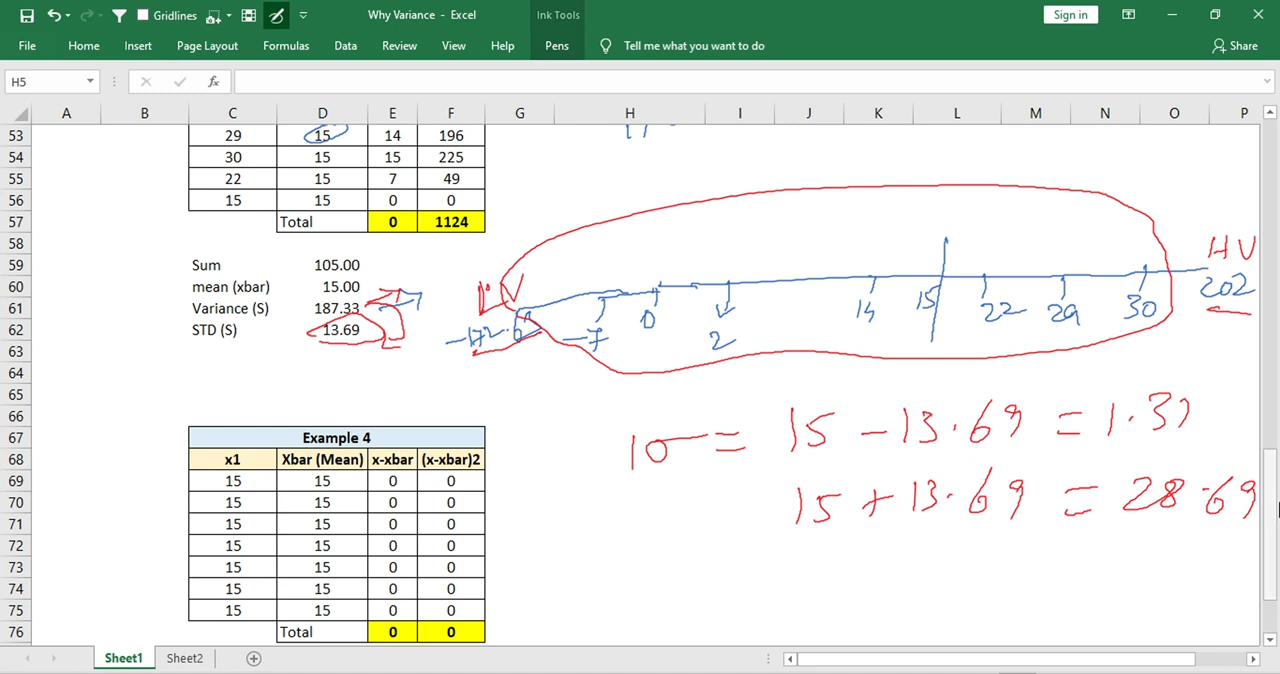 Gridlines
Why Variance - Excel
Ink Tools
Sign in
File Home Insert Page Layout Formulas Data Review View Help Pens Tell me what you want to do Share
H5 fx
A B C D E F G H I J K L M N O P
53 29 15 14 196
54 30 15 15 225
55 22 15 7 49
56 15 15 0 0
57 Total 0 1124
58
59 Sum 105.00
60 mean (xbar) 15.00
61 Variance (S) 187.33
62 STD (S) 13.69
63
64
65
66
67 Example 4
68 x1 Xbar (Mean) x-xbar (x-xbar)2
69 15 15 0 0
70 15 15 0 0
71 15 15 0 0
72 15 15 0 0
73 15 15 0 0
74 15 15 0 0
75 15 15 0 0
76 Total 0 0
HV
202
-7 0 2 14 15 22 29 30
= 15 - 13.69 = 1.31
15 + 13.69 = 28.69
Sheet1 Sheet2